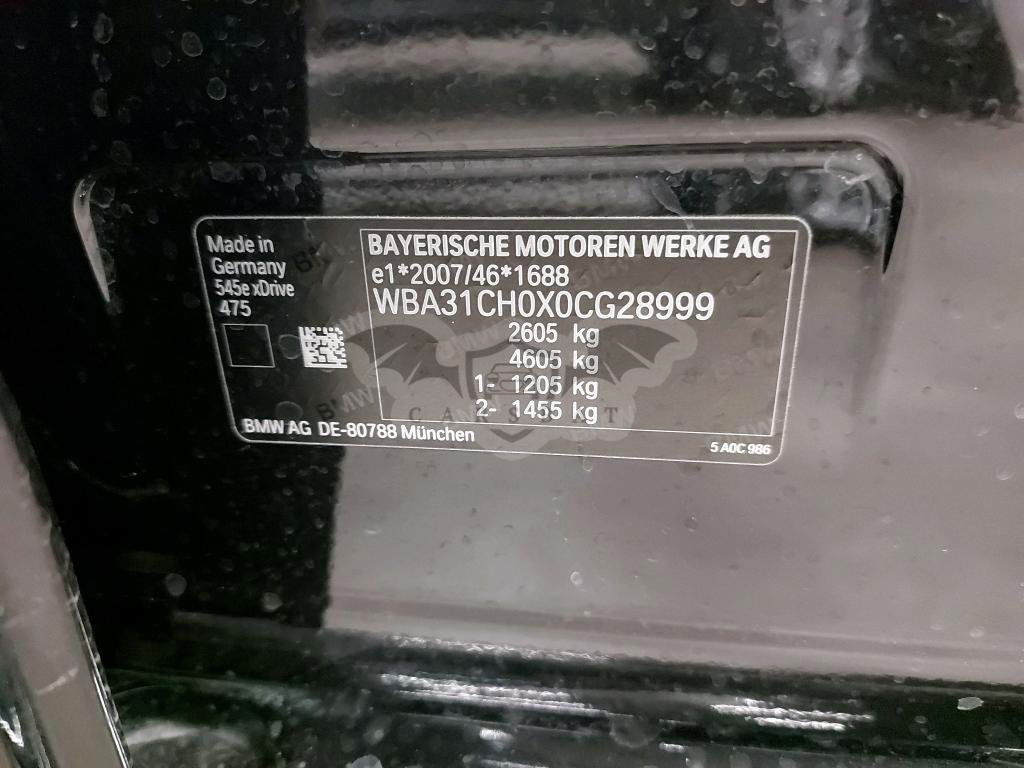 Made in
Germany
545e xDrive
475
BAYERISCHE MOTOREN WERKE AG
e1*2007/46*1688
WBA31CH0X0CG28999
2605 kg
4605 kg
1- 1205 kg
2- 1455 kg
BMW AG DE-80788 München
5 A0C 986